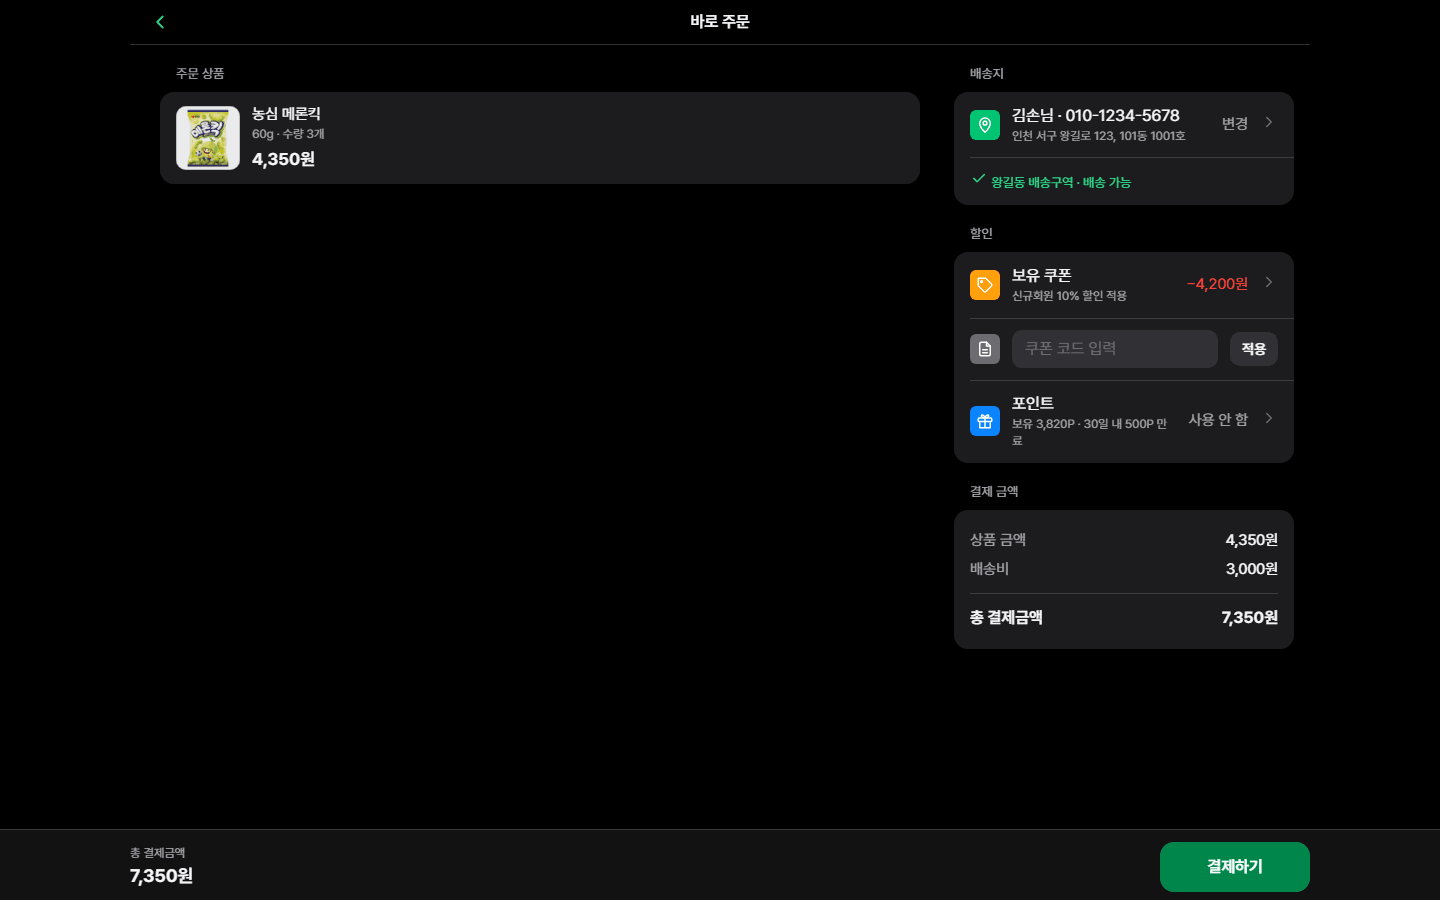 바로 주문
주문 상품
메론킥
농심 메론킥
60g · 수량 3개
4,350원
배송지
김손님 · 010-1234-5678
인천 서구 왕길로 123, 101동 1001호
변경
왕길동 배송구역 · 배송 가능
할인
보유 쿠폰
신규회원 10% 할인 적용
−4,200원
쿠폰 코드 입력
적용
포인트
보유 3,820P · 30일 내 500P 만
료
사용 안 함
결제 금액
상품 금액
4,350원
배송비
3,000원
총 결제금액
7,350원
총 결제금액
7,350원
결제하기